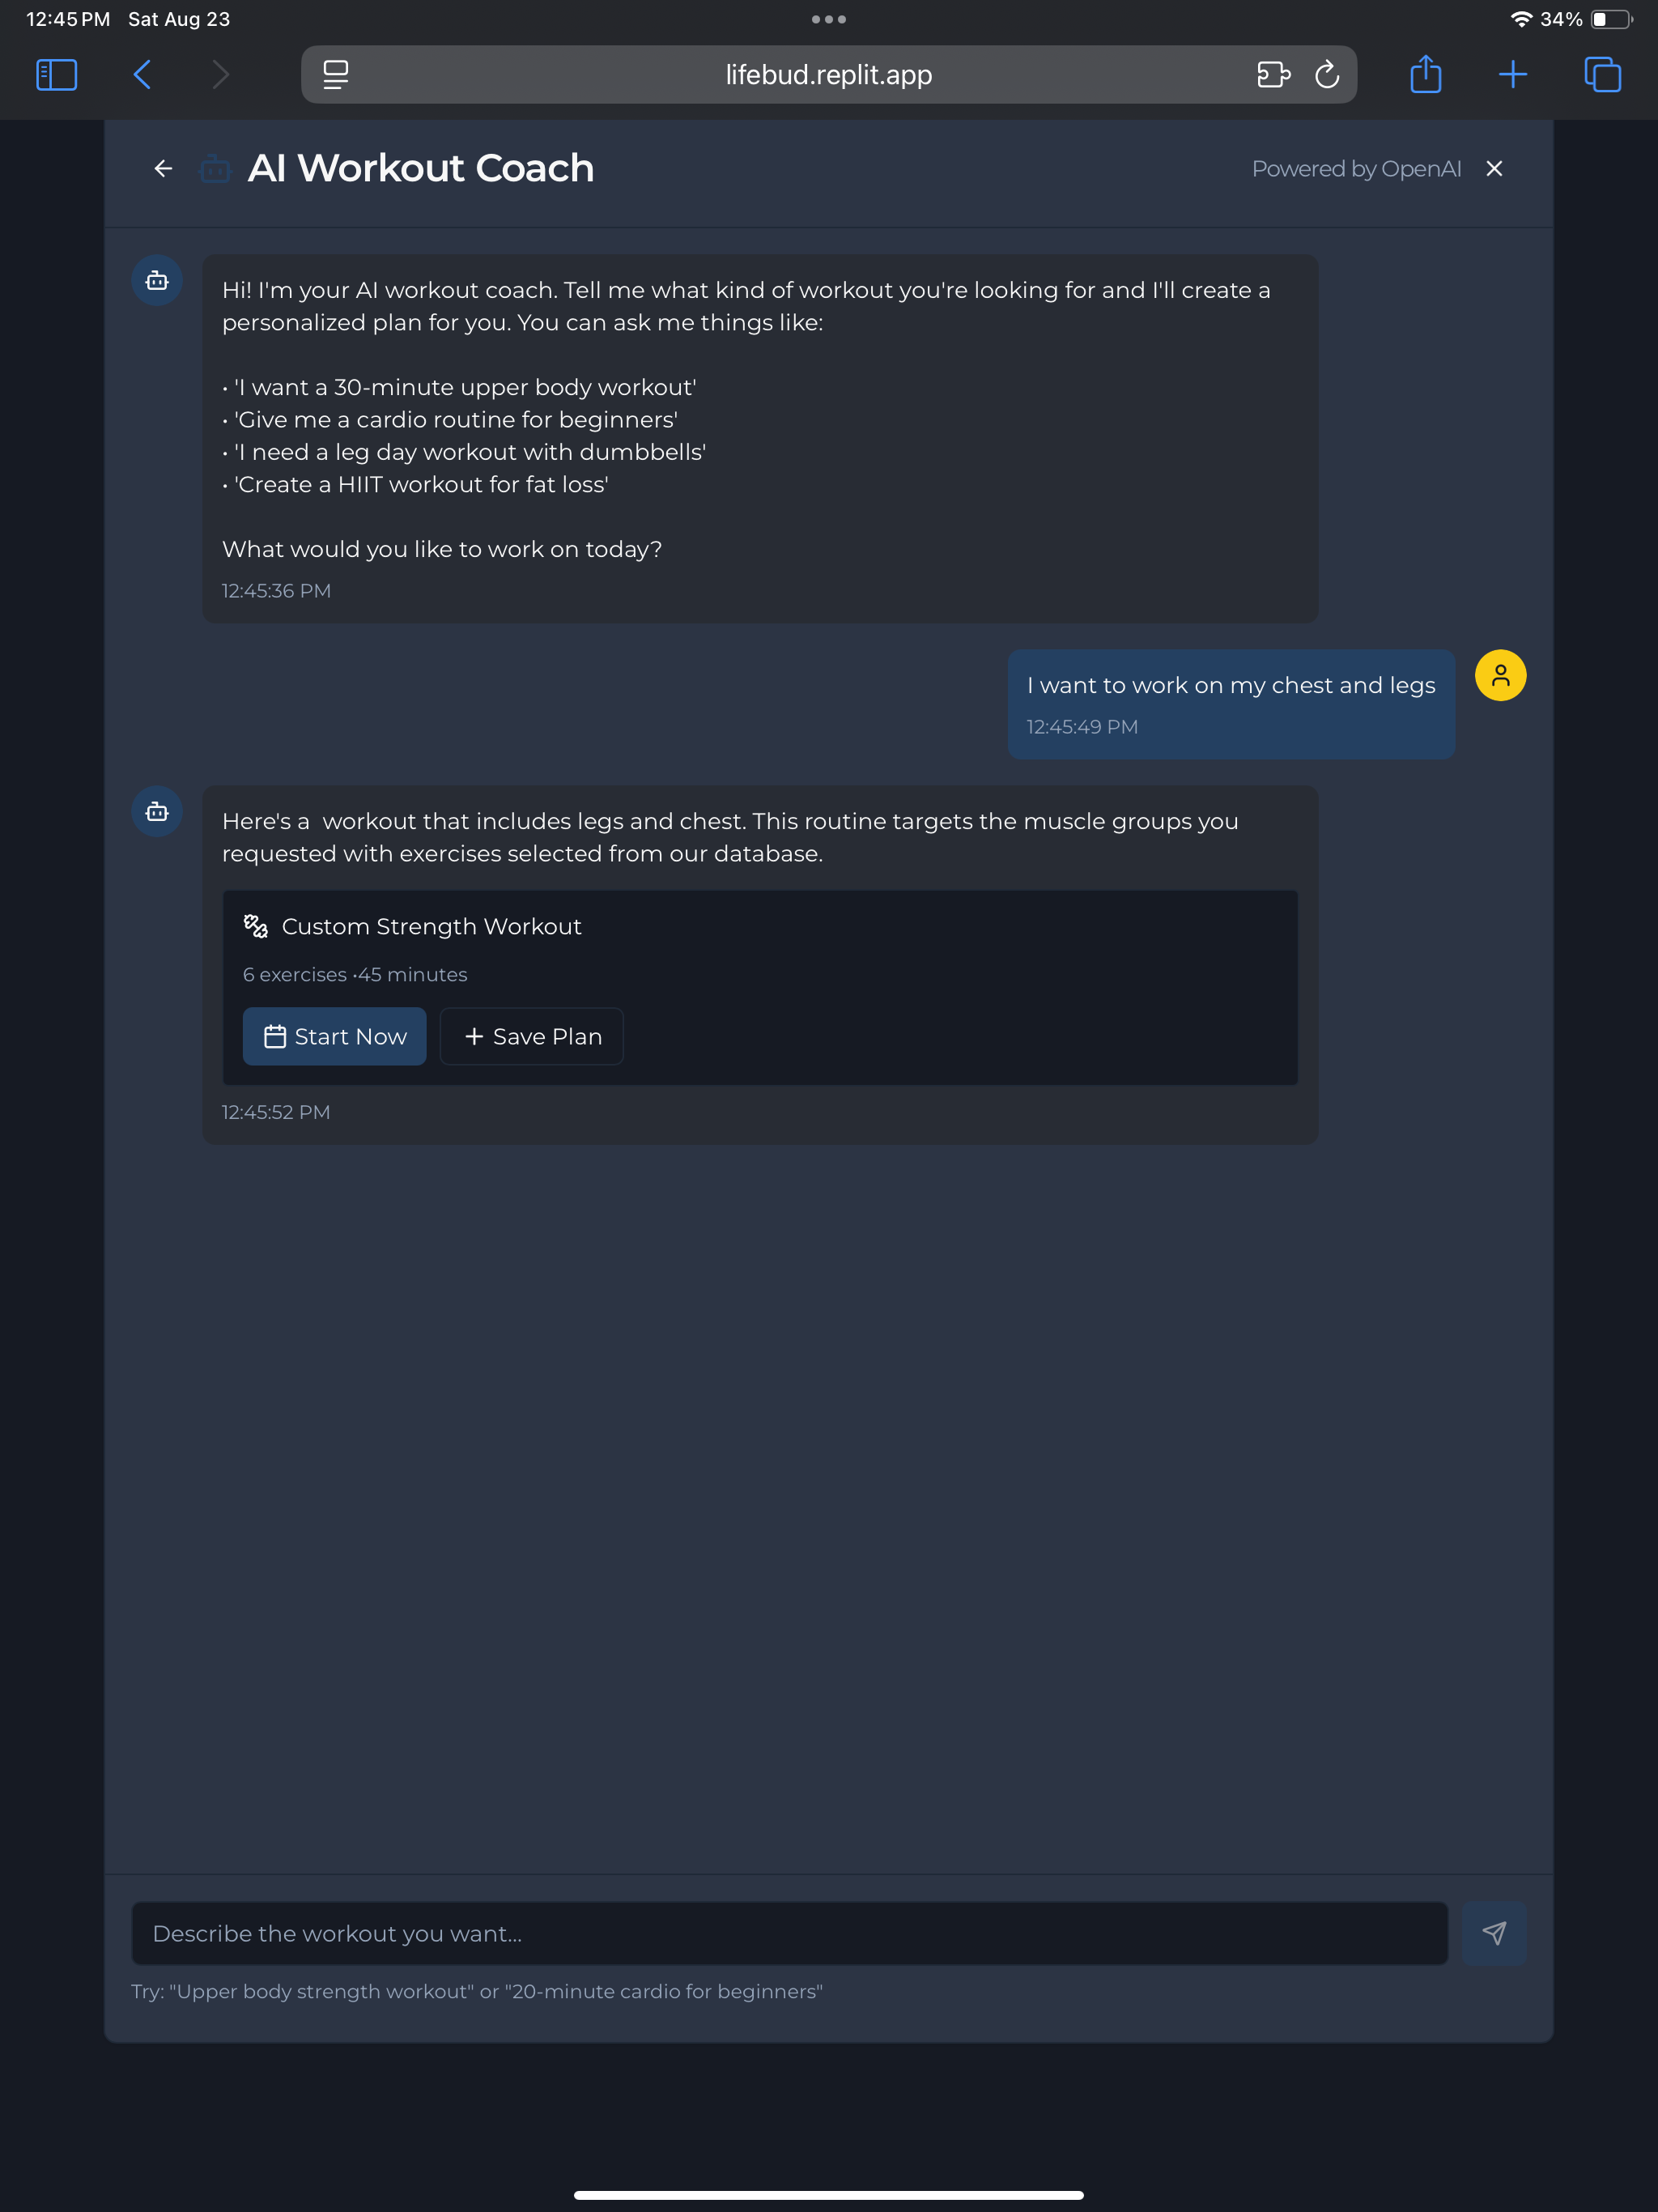 12:45 PM Sat Aug 23
34%
lifebud.replit.app
AI Workout Coach
Powered by OpenAI
Hi! I'm your AI workout coach. Tell me what kind of workout you're looking for and I'll create a
personalized plan for you. You can ask me things like:
• 'I want a 30-minute upper body workout'
• 'Give me a cardio routine for beginners'
• 'I need a leg day workout with dumbbells'
• 'Create a HIIT workout for fat loss'
What would you like to work on today?
12:45:36 PM
I want to work on my chest and legs
12:45:49 PM
Here's a  workout that includes legs and chest. This routine targets the muscle groups you
requested with exercises selected from our database.
Custom Strength Workout
6 exercises •45 minutes
Start Now
Save Plan
12:45:52 PM
Describe the workout you want...
Try: "Upper body strength workout" or "20-minute cardio for beginners"